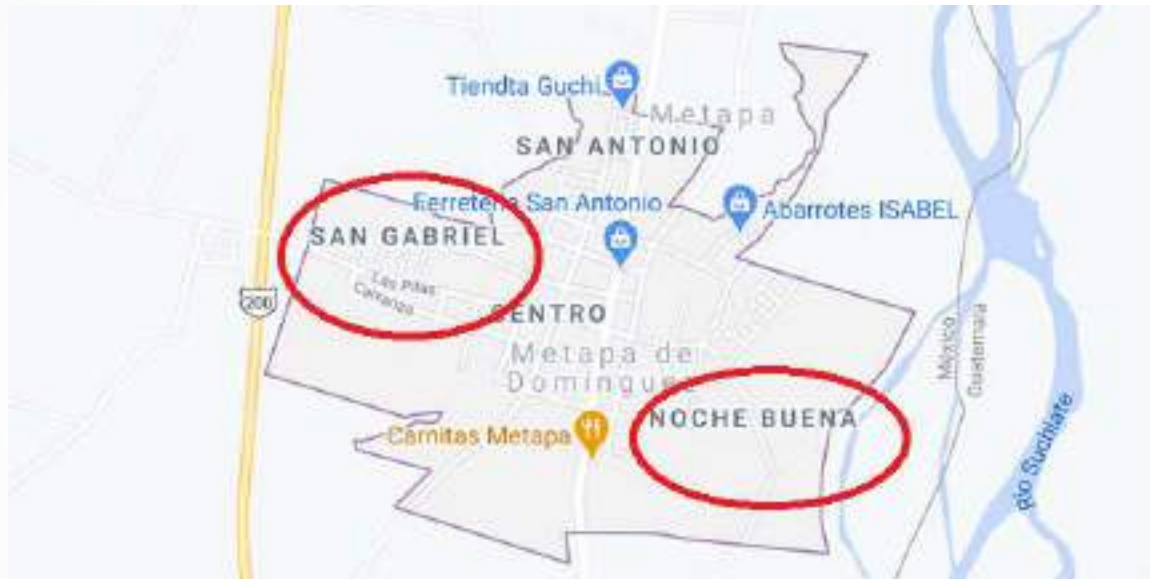 Tiendta Guchi
Metapa
SAN ANTONIO
Ferretería San Antonio
Abarrotes ISABEL
SAN GABRIEL
Las Pilas
Carranza
200
CENTRO
Metapa de
Domínguez
México
Guatemala
NOCHE BUENA
Carnitas Metapa
Río Suchiate